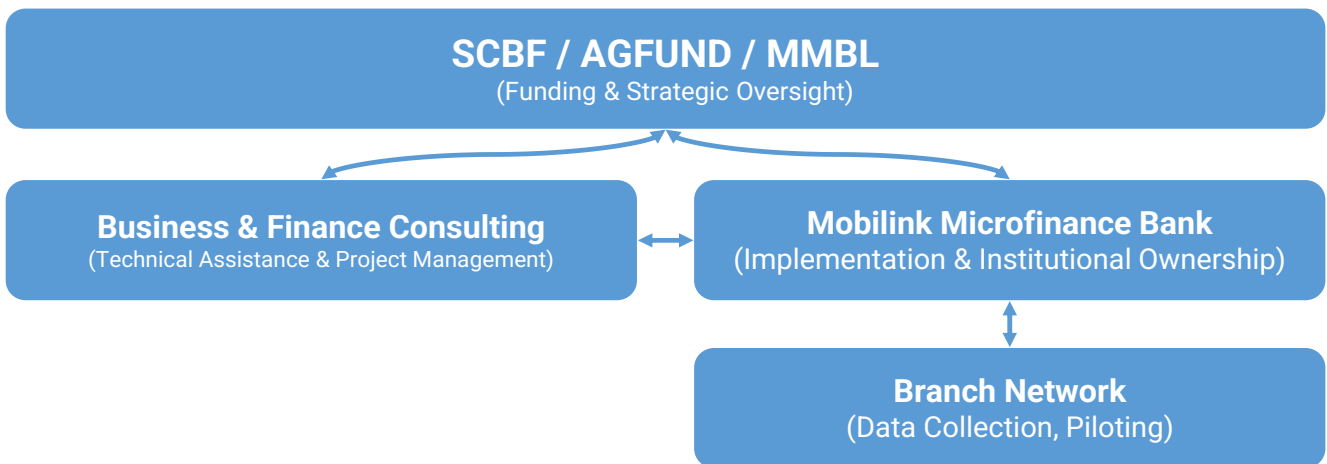 SCBF / AGFUND / MMBL
(Funding & Strategic Oversight)
Business & Finance Consulting
(Technical Assistance & Project Management)
Mobilink Microfinance Bank
(Implementation & Institutional Ownership)
Branch Network
(Data Collection, Piloting)